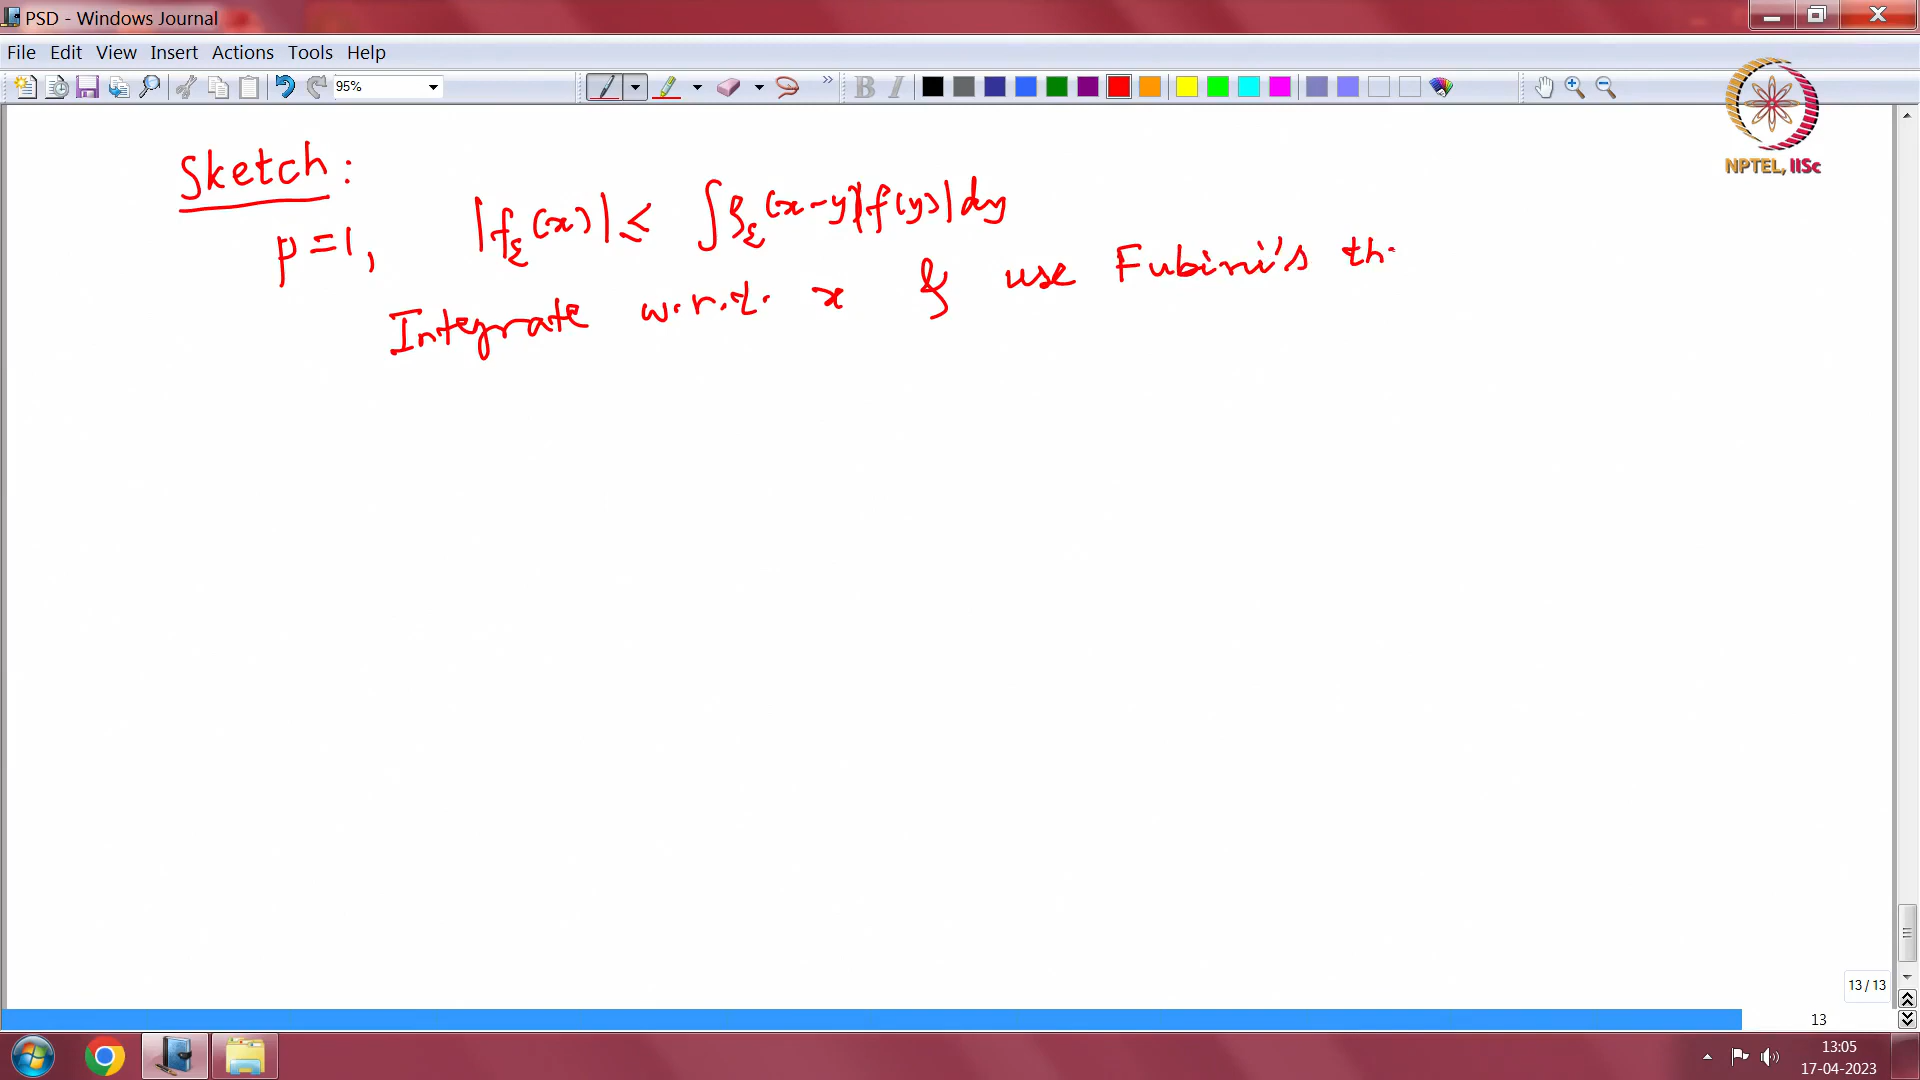 PSD - Windows Journal
File Edit View Insert Actions Tools Help
95%
NPTEL, IISc
Sketch:
p=1, |f_ε(x)| ≤ ∫ρ_ε(x-y)|f(y)|dy
Integrate w.r.t. x & use Fubini's th.
13 / 13
13
13:05
17-04-2023